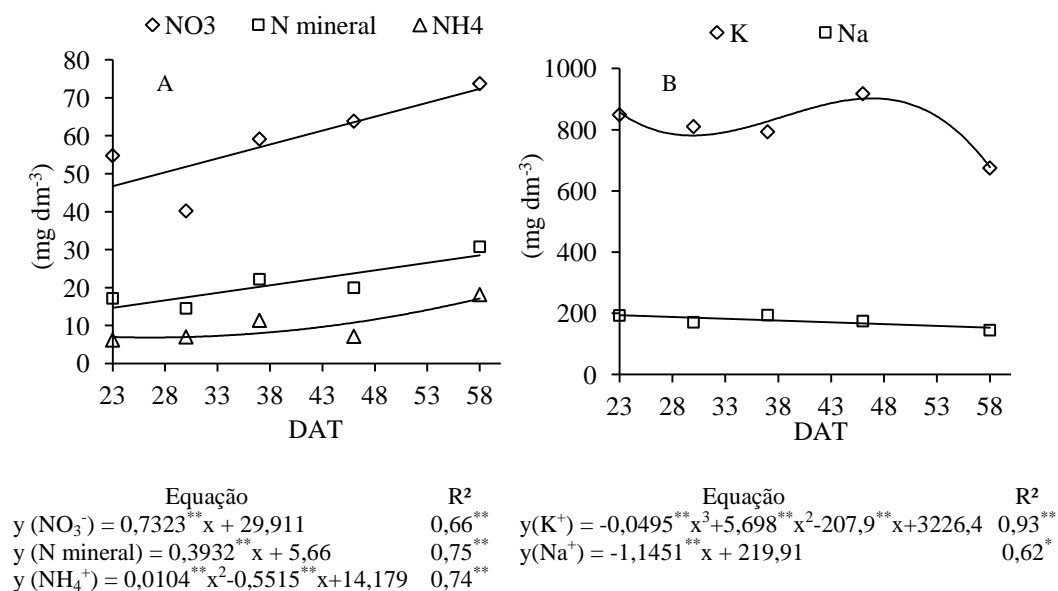 NO3 N mineral NH4
A
80
70
60
50
40
30
20
10
0
(mg dm⁻³)
23 28 33 38 43 48 53 58
DAT
K Na
B
1000
800
600
400
200
0
(mg dm⁻³)
23 28 33 38 43 48 53 58
DAT
Equação R²
y (NO₃⁻) = 0,7323**x + 29,911 0,66**
y (N mineral) = 0,3932**x + 5,66 0,75**
y (NH₄⁺) = 0,0104**x²-0,5515**x+14,179 0,74**
Equação R²
y(K⁺) = -0,0495**x³+5,698**x²-207,9**x+3226,4 0,93**
y(Na⁺) = -1,1451**x + 219,91 0,62*